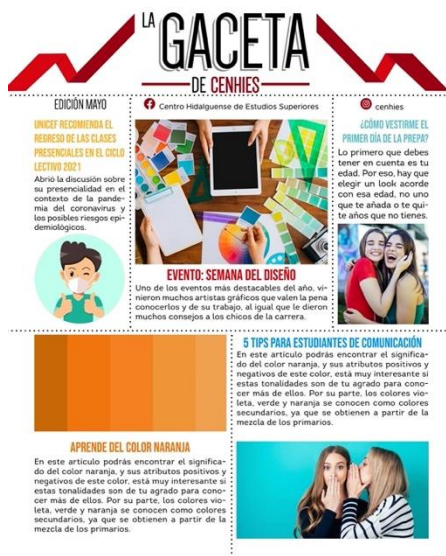 LA
GACETA
DE CENHIES
EDICIÓN MAYO
UNICEF RECOMIENDA EL
REGRESO DE LAS CLASES
PRESENCIALES EN EL CICLO
LECTIVO 2021
Abrió la discusión sobre
su presencialidad en el
contexto de la pande-
mia del coronavirus y
los posibles riesgos epi-
demiológicos.
Centro Hidalguense de Estudios Superiores
EVENTO: SEMANA DEL DISEÑO
Uno de los eventos más destacables del año, vi-
nieron muchos artistas gráficos que valen la pena
conocerlos y de su trabajo, al igual que le dieron
muchos consejos a los chicos de la carrera.
cenhies
¿CÓMO VESTIRME EL
PRIMER DÍA DE LA PREPA?
Lo primero que debes
tener en cuenta es tu
edad. Por eso, hay que
elegir un look acorde
con esa edad, no uno
que te añada o te qui-
te años que no tienes.
APRENDE DEL COLOR NARANJA
En este artículo podrás encontrar el significa-
do del color naranja, y sus atributos positivos y
negativos de este color, está muy interesante si
estas tonalidades son de tu agrado para cono-
cer más de ellos. Por su parte, los colores vio-
leta, verde y naranja se conocen como colores
secundarios, ya que se obtienen a partir de la
mezcla de los primarios.
5 TIPS PARA ESTUDIANTES DE COMUNICACIÓN
En este artículo podrás encontrar el significa-
do del color naranja, y sus atributos positivos y
negativos de este color, está muy interesante si
estas tonalidades son de tu agrado para cono-
cer más de ellos. Por su parte, los colores vio-
leta, verde y naranja se conocen como colores
secundarios, ya que se obtienen a partir de la
mezcla de los primarios.